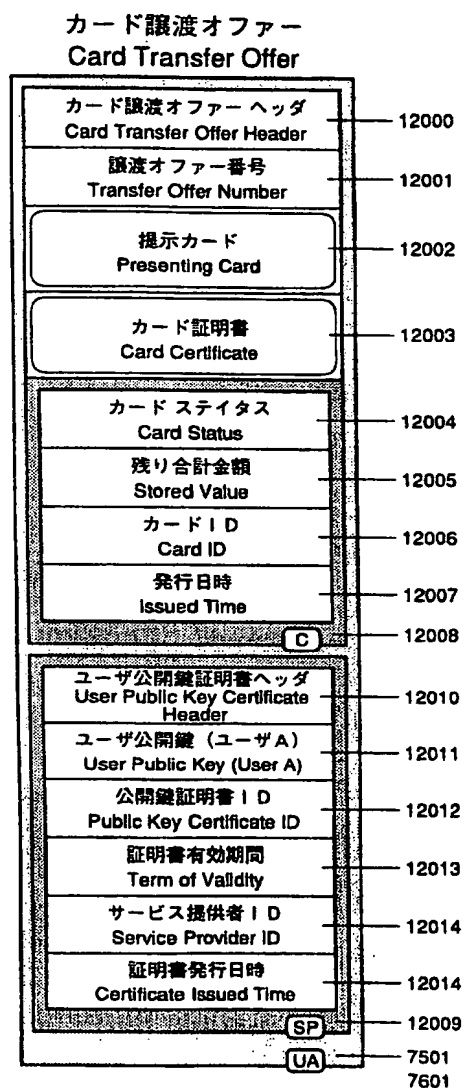 カード譲渡オファー
Card Transfer Offer
カード譲渡オファー ヘッダ
Card Transfer Offer Header
12000
譲渡オファー番号
Transfer Offer Number
12001
提示カード
Presenting Card
12002
カード証明書
Card Certificate
12003
カード ステイタス
Card Status
12004
残り合計金額
Stored Value
12005
カードＩＤ
Card ID
12006
発行日時
Issued Time
12007
C
12008
ユーザ公開鍵証明書ヘッダ
User Public Key Certificate
Header
12010
ユーザ公開鍵（ユーザA）
User Public Key (User A)
12011
公開鍵証明書ＩＤ
Public Key Certificate ID
12012
証明書有効期間
Term of Validity
12013
サービス提供者ＩＤ
Service Provider ID
12014
証明書発行日時
Certificate Issued Time
12014
SP
12009
UA
7501
7601